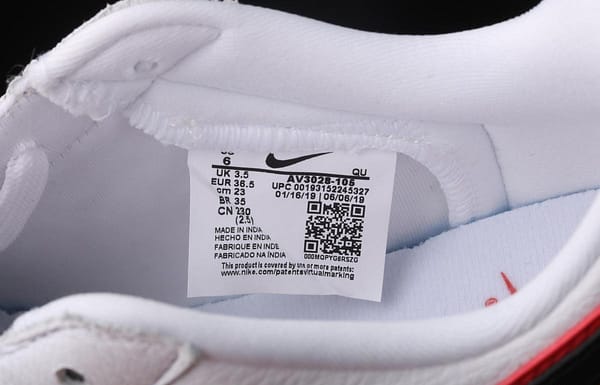 6 QU
UK 3.5
EUR 36.5
cm 23
BR 35
CN 230
(2.5)
AV3028-105
UPC 00193152245327
01/16/19 06/06/19
000MOPYG6RSZG
MADE IN INDIA
HECHO EN INDIA
FABRIQUE EN INDE
FABRICADO NA INDIA
This product is covered by one or more patents:
www.nike.com/patentsvirtualmarking